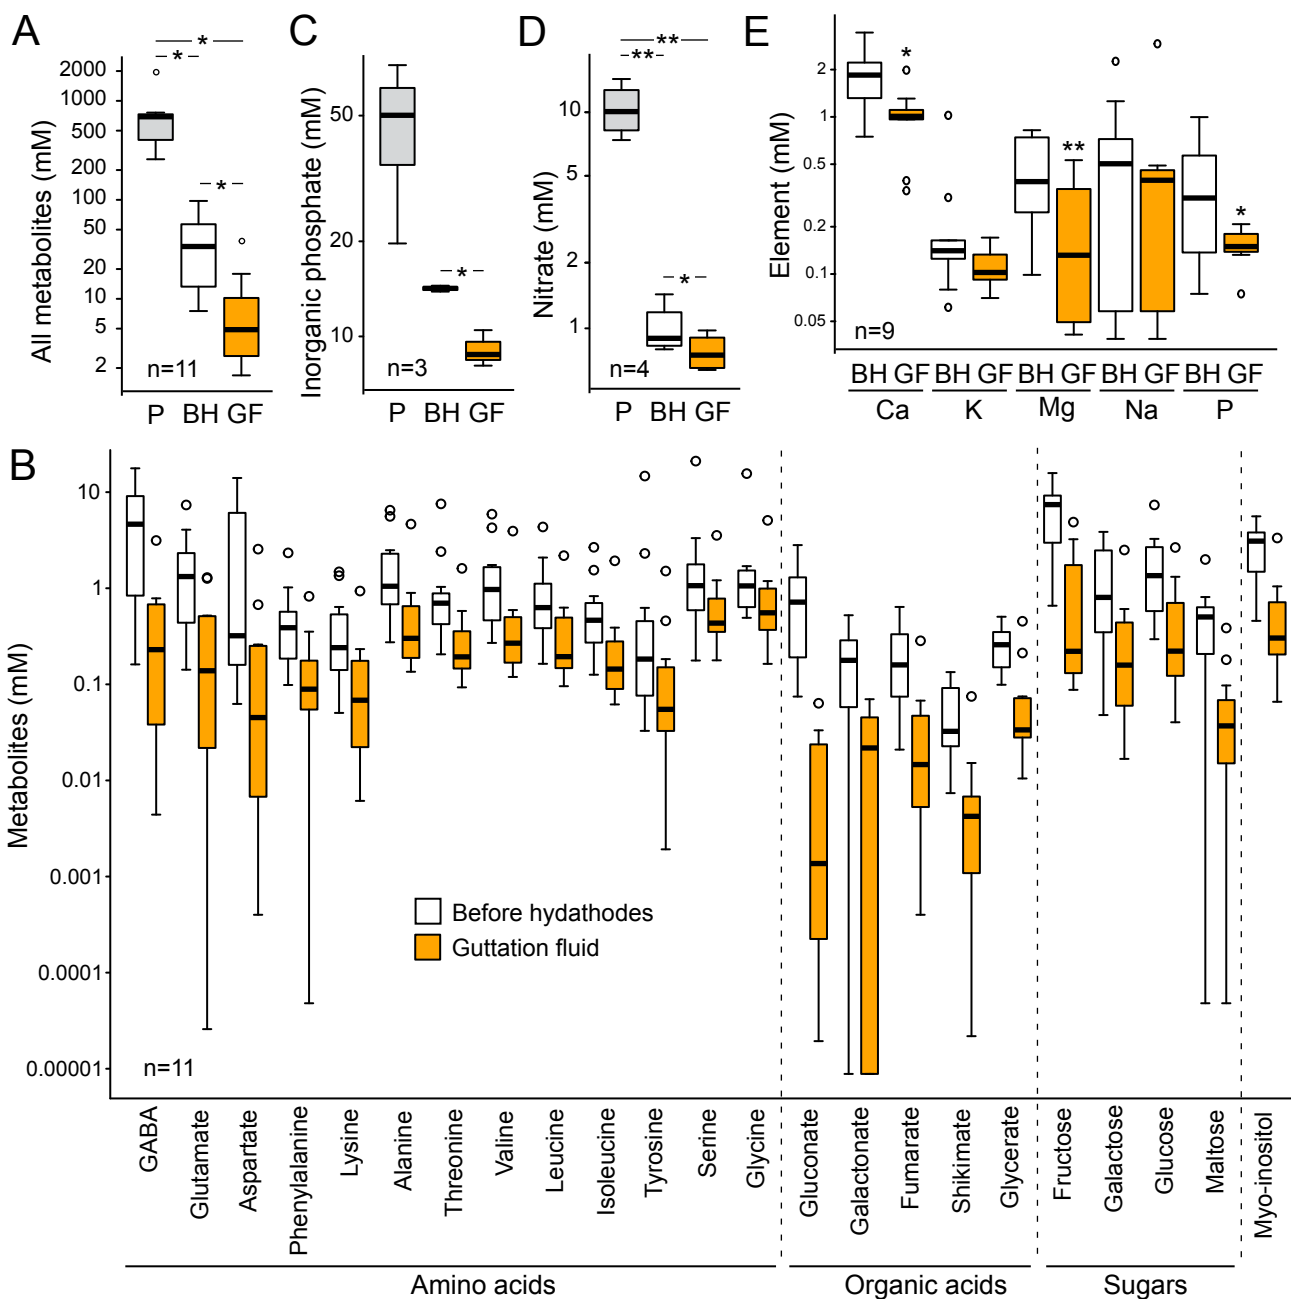 A
All metabolites (mM)
2000
1000
500
200
100
50
20
10
5
2
*
*
*
n=11
P BH GF
C
Inorganic phosphate (mM)
50
20
10
*
n=3
P BH GF
D
Nitrate (mM)
10
5
2
1
**
**
*
n=4
P BH GF
E
Element (mM)
2
1
0.5
0.2
0.1
0.05
*
**
*
n=9
BH GF BH GF BH GF BH GF BH GF
Ca K Mg Na P
B
Metabolites (mM)
10
1
0.1
0.01
0.001
0.0001
0.00001
Before hydathodes
Guttation fluid
n=11
GABA
Glutamate
Aspartate
Phenylalanine
Lysine
Alanine
Threonine
Valine
Leucine
Isoleucine
Tyrosine
Serine
Glycine
Gluconate
Galactonate
Fumarate
Shikimate
Glycerate
Fructose
Galactose
Glucose
Maltose
Myo-inositol
Amino acids
Organic acids
Sugars